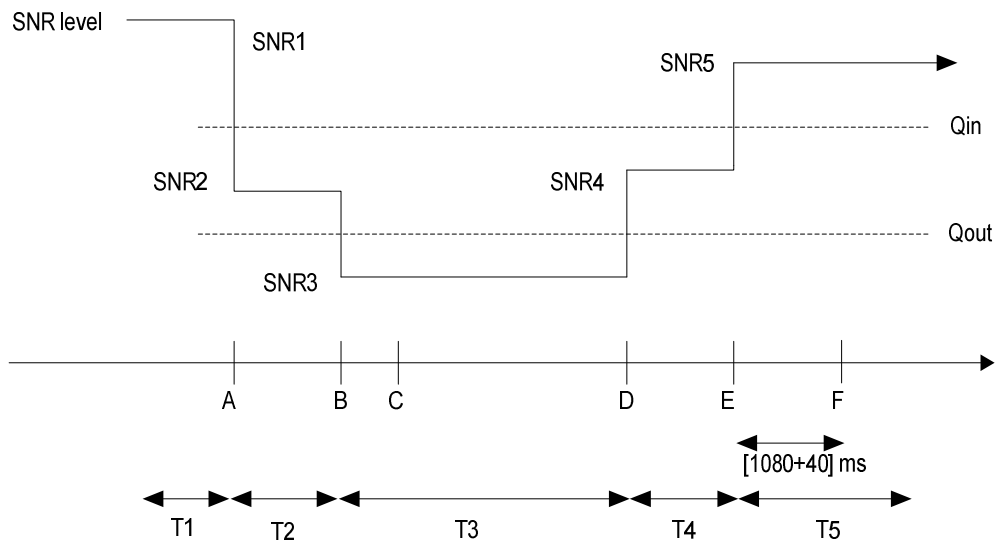 SNR level
SNR1
SNR5
Qin
SNR2
SNR4
Qout
SNR3
A B C D E F
[1080+40] ms
T1 T2 T3 T4 T5